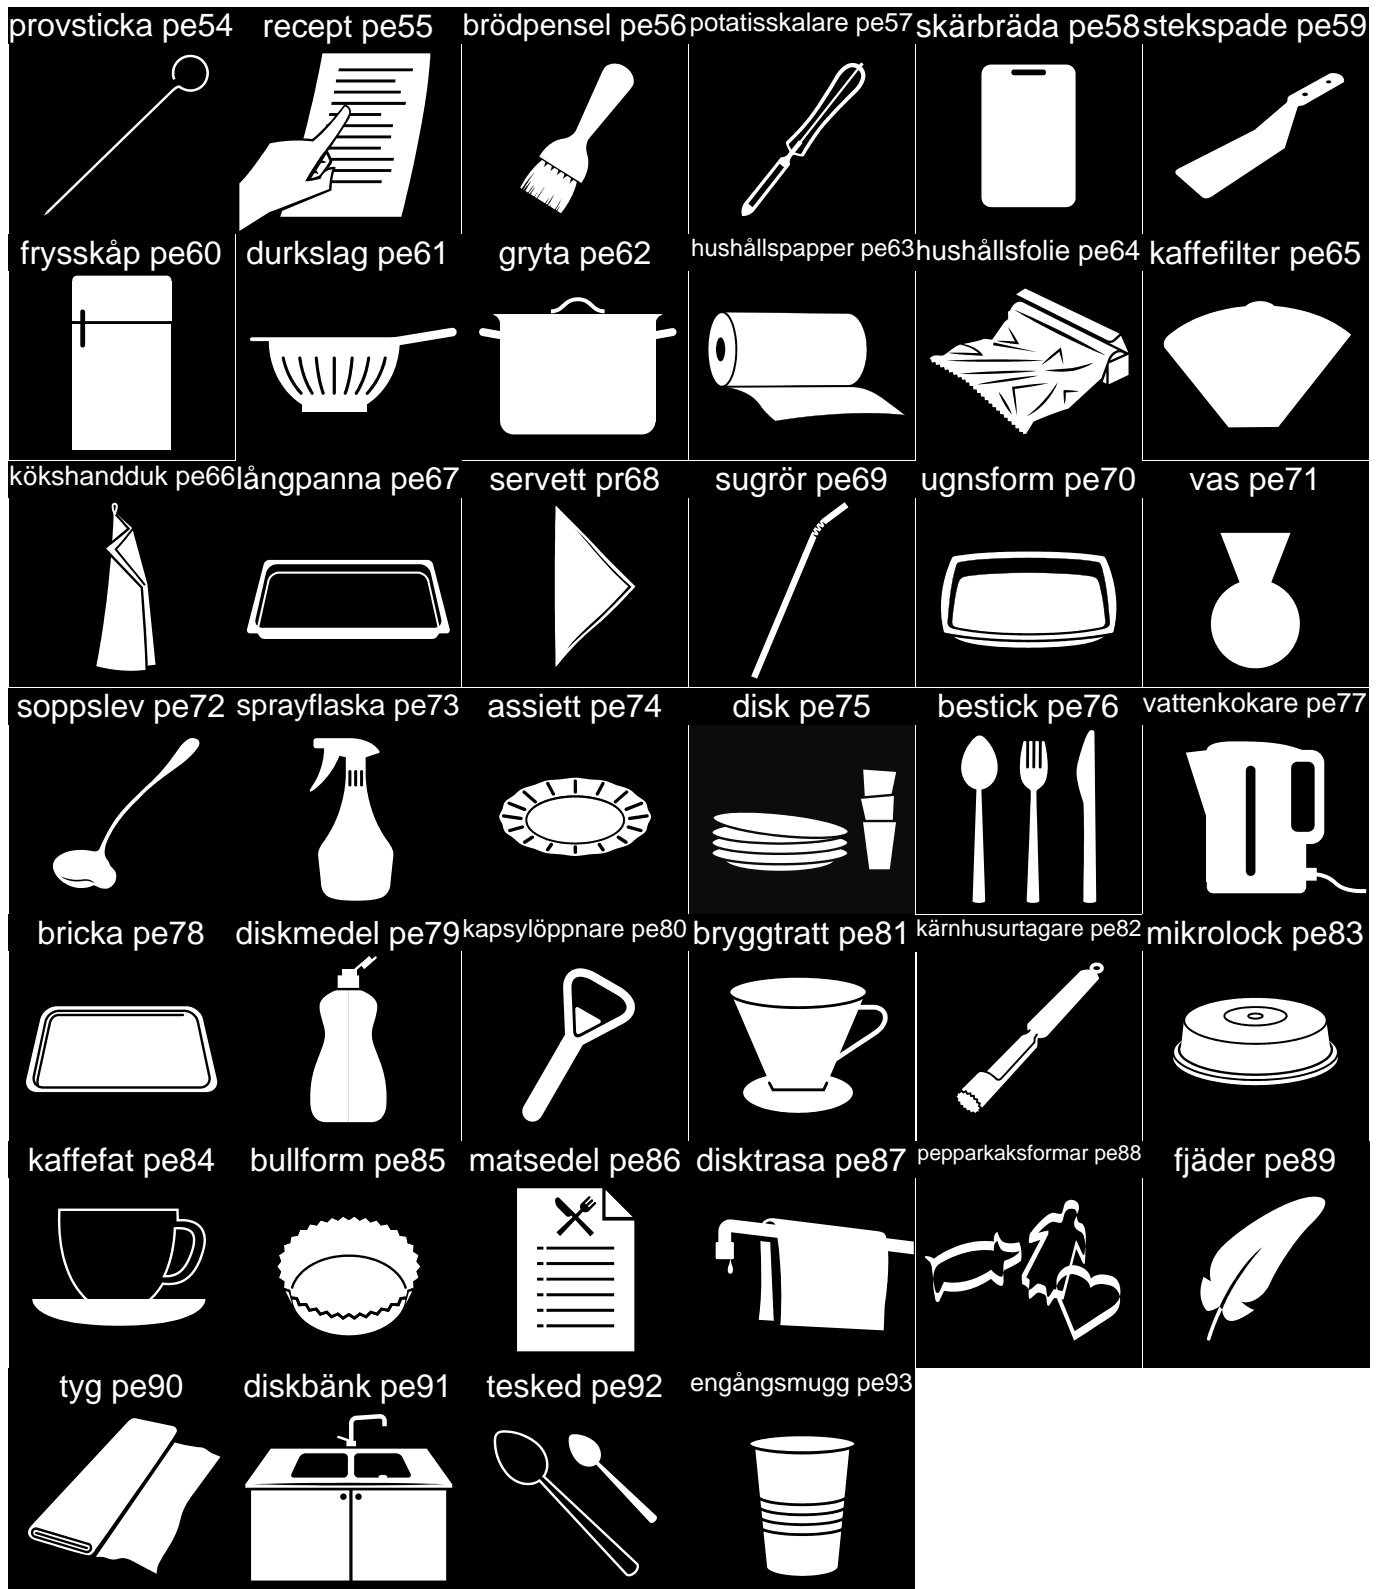 provsticka pe54
recept pe55
brödpensel pe56
potatisskalare pe57
skärbräda pe58
stekspade pe59
frysskåp pe60
durkslag pe61
gryta pe62
hushållspapper pe63
hushållsfolie pe64
kaffefilter pe65
kökshandduk pe66
långpanna pe67
servett pr68
sugrör pe69
ugnsform pe70
vas pe71
soppslev pe72
sprayflaska pe73
assiett pe74
disk pe75
bestick pe76
vattenkokare pe77
bricka pe78
diskmedel pe79
kapsylöppnare pe80
bryggtratt pe81
kärnhusurtagare pe82
mikrolock pe83
kaffefat pe84
bullform pe85
matsedel pe86
disktrasa pe87
pepparkaksformar pe88
fjäder pe89
tyg pe90
diskbänk pe91
tesked pe92
engångsmugg pe93